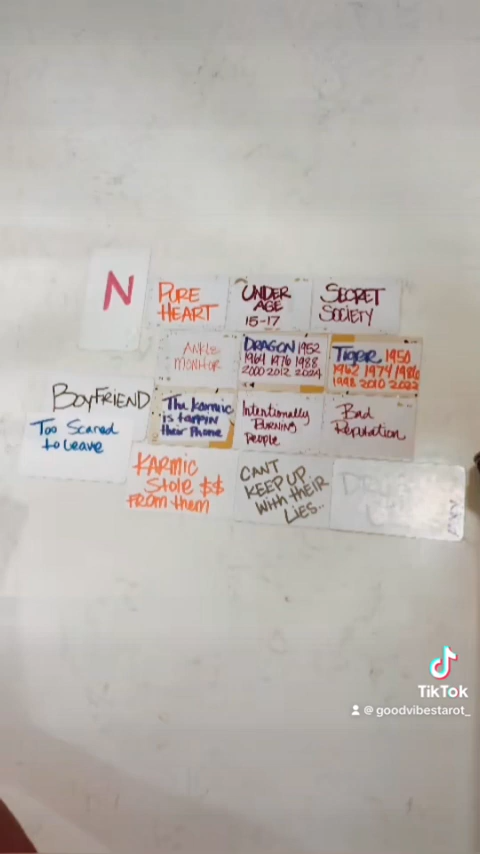 N
PURE
HEART
UNDER
AGE
15-17
SECRET
SOCIETY
ANKLE
MONITOR
DRAGON 1952
1964 1976 1988
2000 2012 2024
Tiger 1950
1962 1974 1986
1998 2010 2022
BOYFRIEND
Too Scared
to Leave
The karmic
is tappin
their Phone
Intentionally
BURNING
People
Bad
Reputation
KARMIC
Stole $$
FROM them
CANT
KEEP UP
WITH THEIR
LIES..
TikTok
@ goodvibestarot_